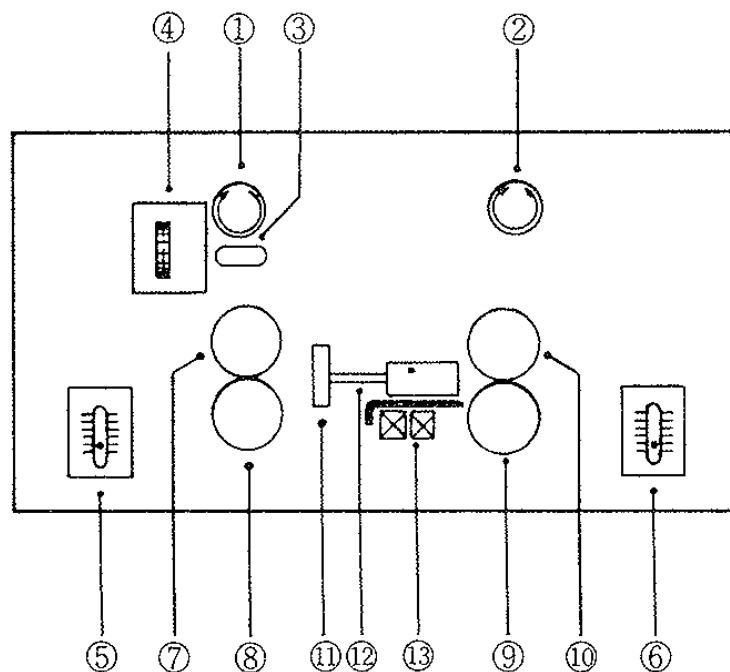 ④ ① ③ ②
⑤ ⑦ ⑧ ⑪ ⑫ ⑬ ⑨ ⑩ ⑥